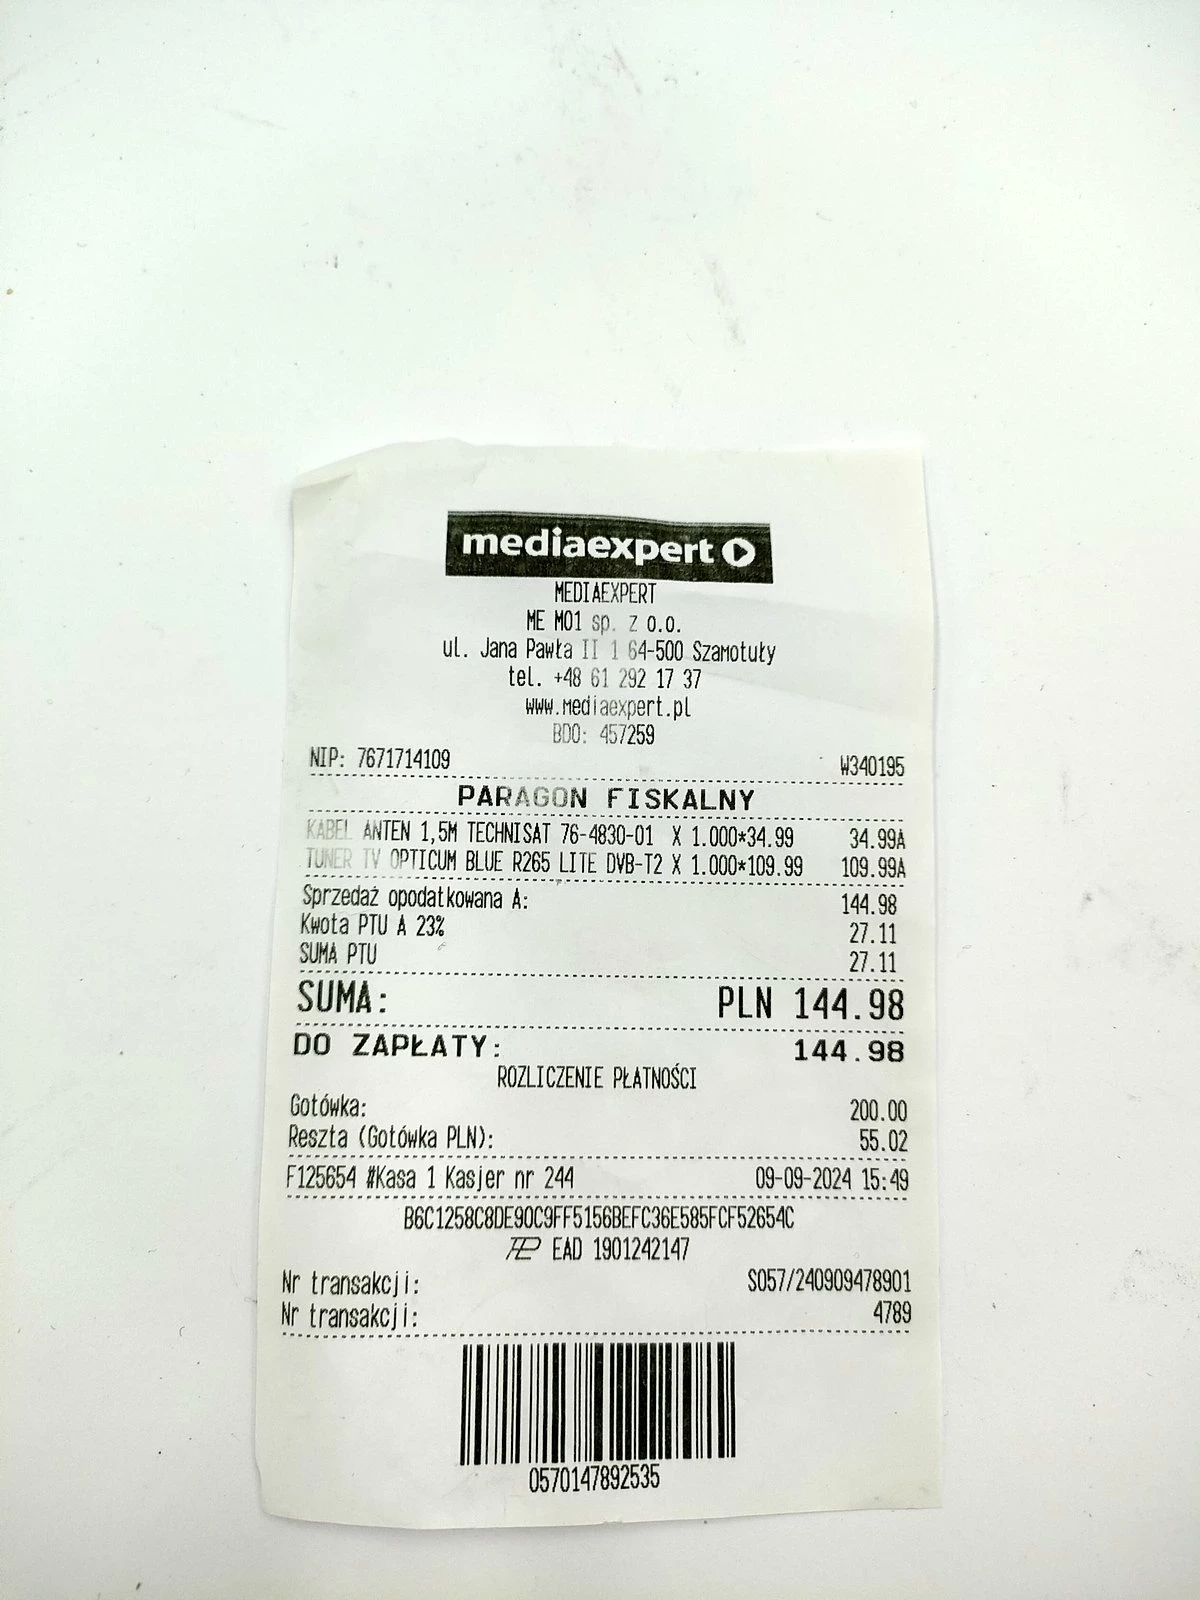 mediaexpert
MEDIAEXPERT
ME M01 sp. z o.o.
ul. Jana Pawła II 1 64-500 Szamotuły
tel. +48 61 292 17 37
www.mediaexpert.pl
BDO: 457259
NIP: 7671714109 W340195
PARAGON FISKALNY
KABEL ANTEN 1,5M TECHNISAT 76-4830-01 X 1.000*34.99 34.99A
TUNER TV OPTICUM BLUE R265 LITE DVB-T2 X 1.000*109.99 109.99A
Sprzedaż opodatkowana A: 144.98
Kwota PTU A 23% 27.11
SUMA PTU 27.11
SUMA: PLN 144.98
DO ZAPŁATY: 144.98
ROZLICZENIE PŁATNOŚCI
Gotówka: 200.00
Reszta (Gotówka PLN): 55.02
F125654 #Kasa 1 Kasjer nr 244 09-09-2024 15:49
B6C1258C8DE90C9FF5156BEFC36E585FCF52654C
EAD 1901242147
Nr transakcji: S057/240909478901
Nr transakcji: 4789
0570147892535